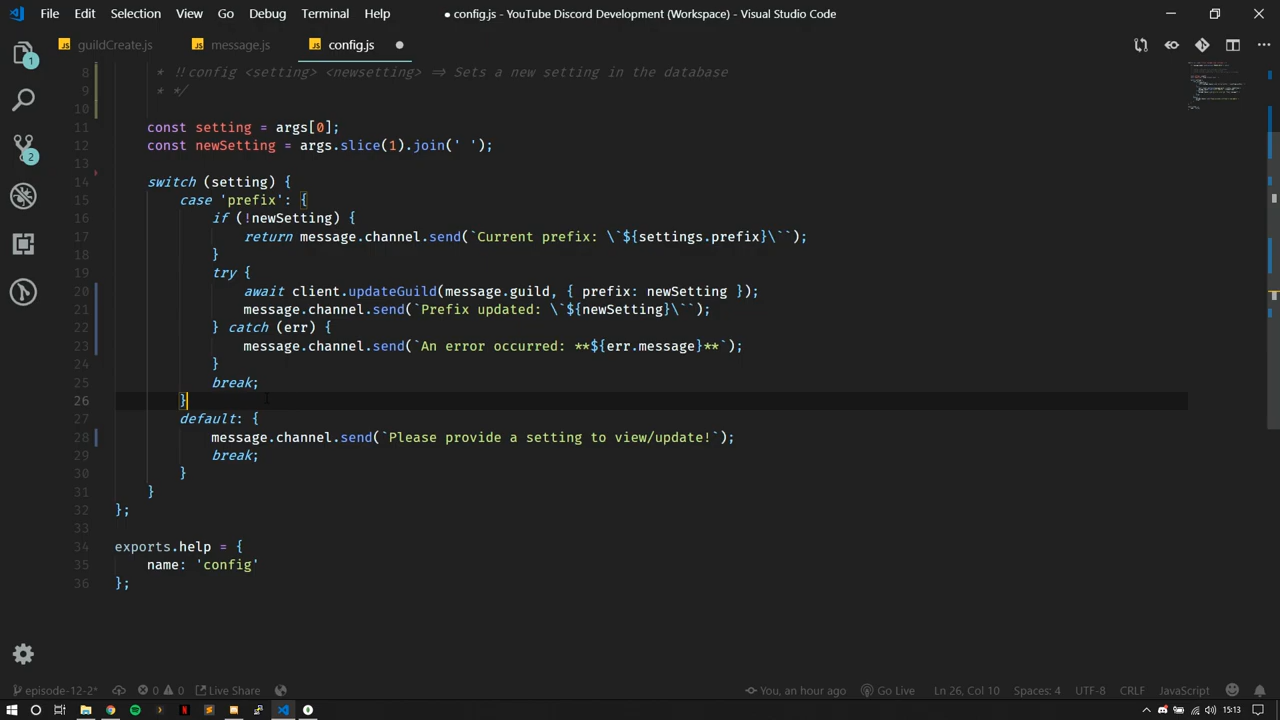 File Edit Selection View Go Debug Terminal Help
● config.js - YouTube Discord Development (Workspace) - Visual Studio Code
JS guildCreate.js JS message.js JS config.js
1
2
8 * !!config <setting> <newsetting> => Sets a new setting in the database
9 * */
10
11 const setting = args[0];
12 const newSetting = args.slice(1).join(' ');
13
14 switch (setting) {
15 case 'prefix': {
16 if (!newSetting) {
17 return message.channel.send(`Current prefix: \`${settings.prefix}\``);
18 }
19 try {
20 await client.updateGuild(message.guild, { prefix: newSetting });
21 message.channel.send(`Prefix updated: \`${newSetting}\``);
22 } catch (err) {
23 message.channel.send(`An error occurred: **${err.message}**`);
24 }
25 break;
26 }
27 default: {
28 message.channel.send(`Please provide a setting to view/update!`);
29 break;
30 }
31 }
32 };
33
34 exports.help = {
35 name: 'config'
36 };
episode-12-2* 0 0 Live Share You, an hour ago Go Live Ln 26, Col 10 Spaces: 4 UTF-8 CRLF JavaScript
15:13